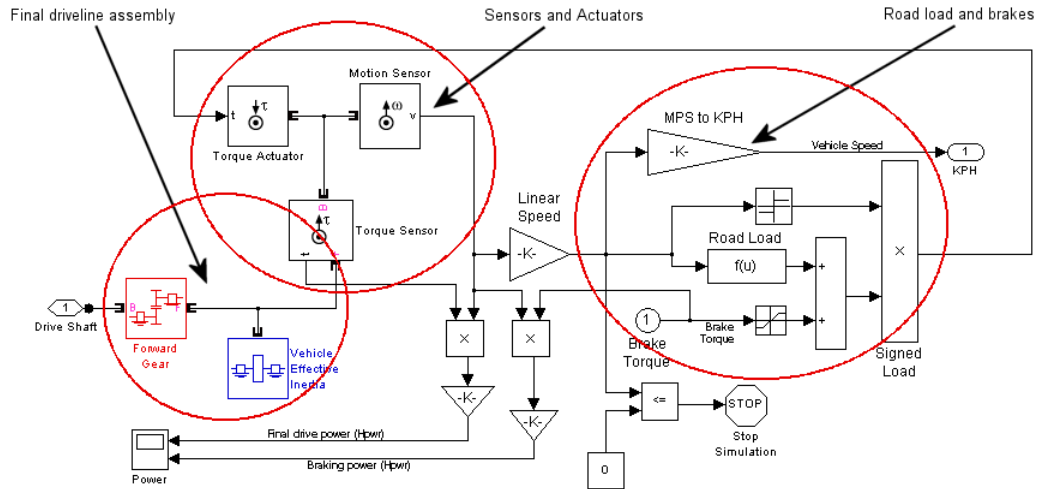 Final driveline assembly
Sensors and Actuators
Road load and brakes
Motion Sensor
τ
ω
t
v
Torque Actuator
MPS to KPH
-K-
Vehicle Speed
1
KPH
B
τ
Torque Sensor
t
F
Linear
Speed
-K-
Road Load
f(u)
+
+
×
1
Drive Shaft
B
F
Forward
Gear
Vehicle
Effective
Inertia
×
×
1
Brake
Torque
Brake
Torque
Signed
Load
-K-
-K-
<=
STOP
Stop
Simulation
0
Final drive power (Hpwr)
Braking power (Hpwr)
Power